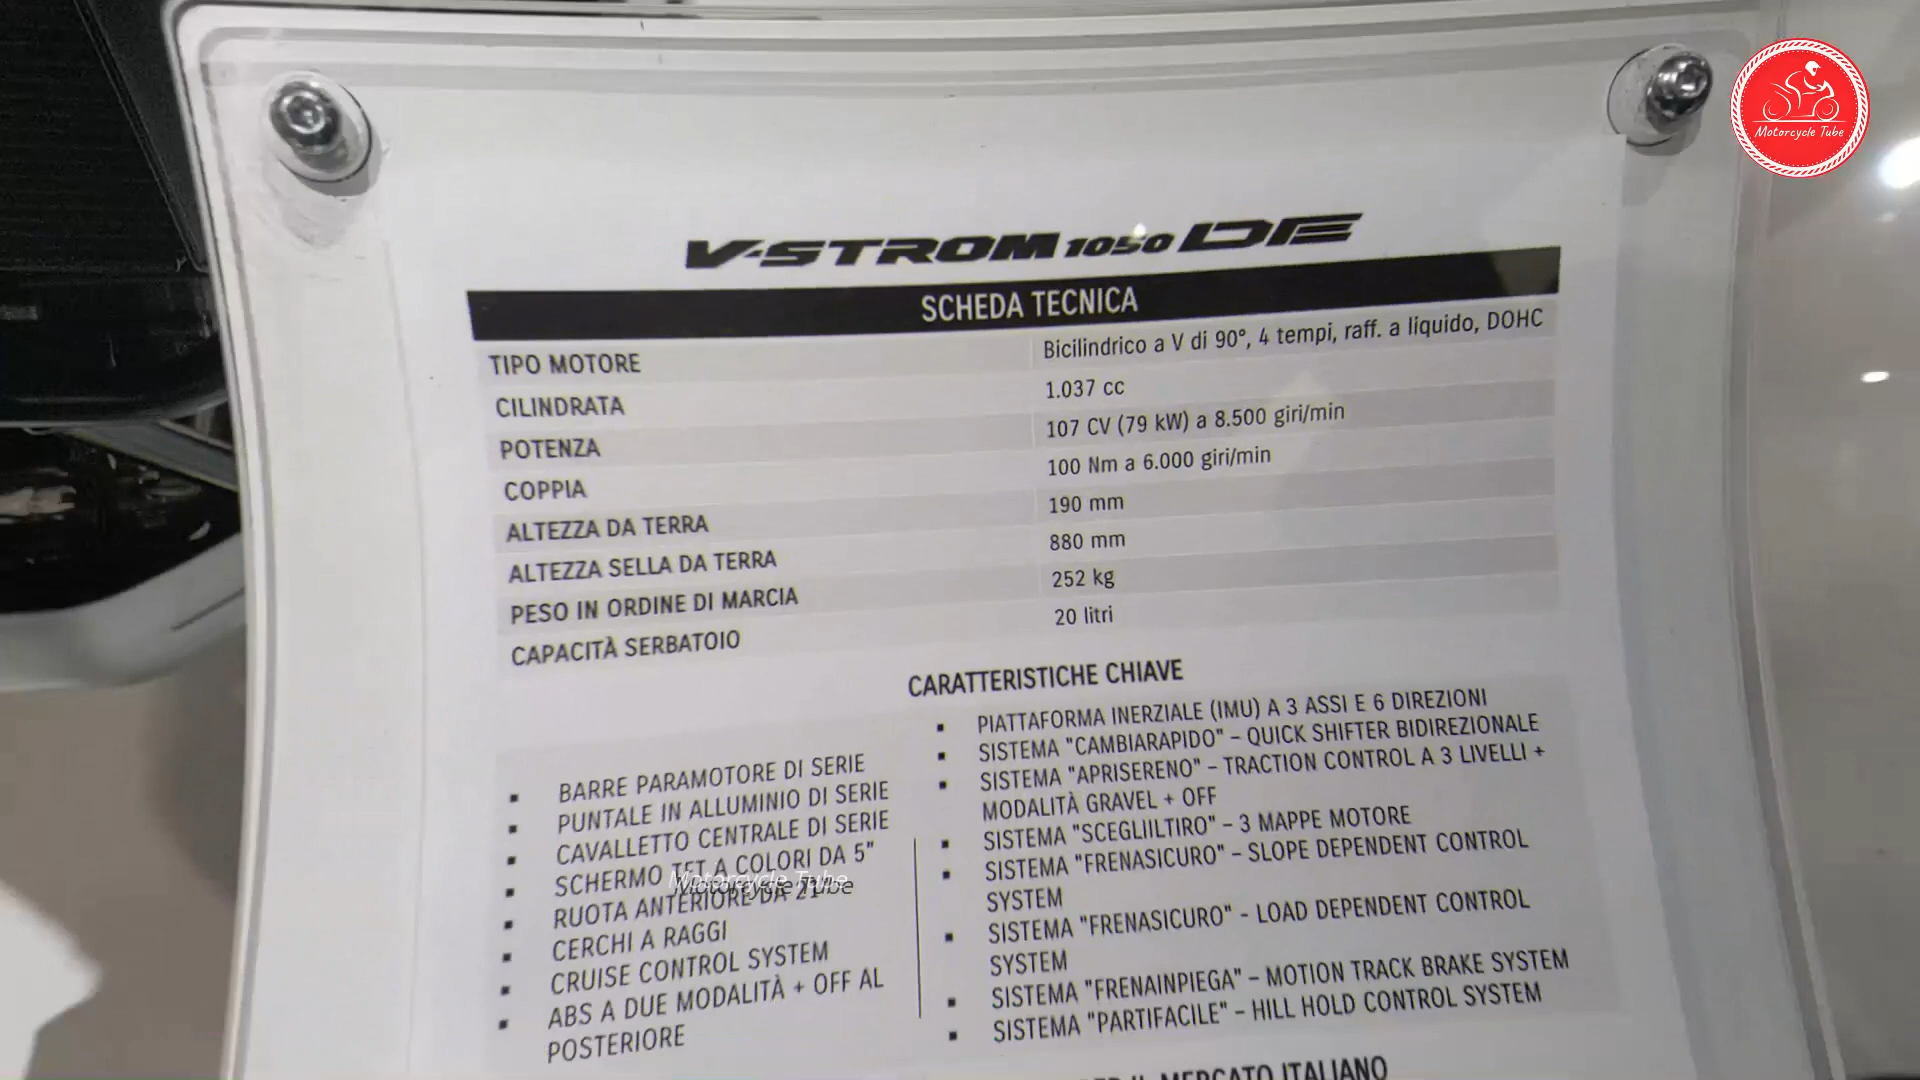 Motorcycle Tube
V-STROM 1050 DE
SCHEDA TECNICA
TIPO MOTORE Bicilindrico a V di 90°, 4 tempi, raff. a liquido, DOHC
CILINDRATA 1.037 cc
POTENZA 107 CV (79 kW) a 8.500 giri/min
COPPIA 100 Nm a 6.000 giri/min
ALTEZZA DA TERRA 190 mm
ALTEZZA SELLA DA TERRA 880 mm
PESO IN ORDINE DI MARCIA 252 kg
CAPACITÀ SERBATOIO 20 litri
CARATTERISTICHE CHIAVE
▪ BARRE PARAMOTORE DI SERIE
▪ PUNTALE IN ALLUMINIO DI SERIE
▪ CAVALLETTO CENTRALE DI SERIE
▪ SCHERMO TFT A COLORI DA 5"
Motorcycle Tube
▪ RUOTA ANTERIORE DA 21"
▪ CERCHI A RAGGI
▪ CRUISE CONTROL SYSTEM
▪ ABS A DUE MODALITÀ + OFF AL
POSTERIORE
▪ PIATTAFORMA INERZIALE (IMU) A 3 ASSI E 6 DIREZIONI
▪ SISTEMA "CAMBIARAPIDO" – QUICK SHIFTER BIDIREZIONALE
▪ SISTEMA "APRISERENO" – TRACTION CONTROL A 3 LIVELLI +
MODALITÀ GRAVEL + OFF
▪ SISTEMA "SCEGLIILTIRO" – 3 MAPPE MOTORE
▪ SISTEMA "FRENASICURO" – SLOPE DEPENDENT CONTROL
SYSTEM
▪ SISTEMA "FRENASICURO" - LOAD DEPENDENT CONTROL
SYSTEM
▪ SISTEMA "FRENAINPIEGA" – MOTION TRACK BRAKE SYSTEM
▪ SISTEMA "PARTIFACILE" – HILL HOLD CONTROL SYSTEM
IL MERCATO ITALIANO